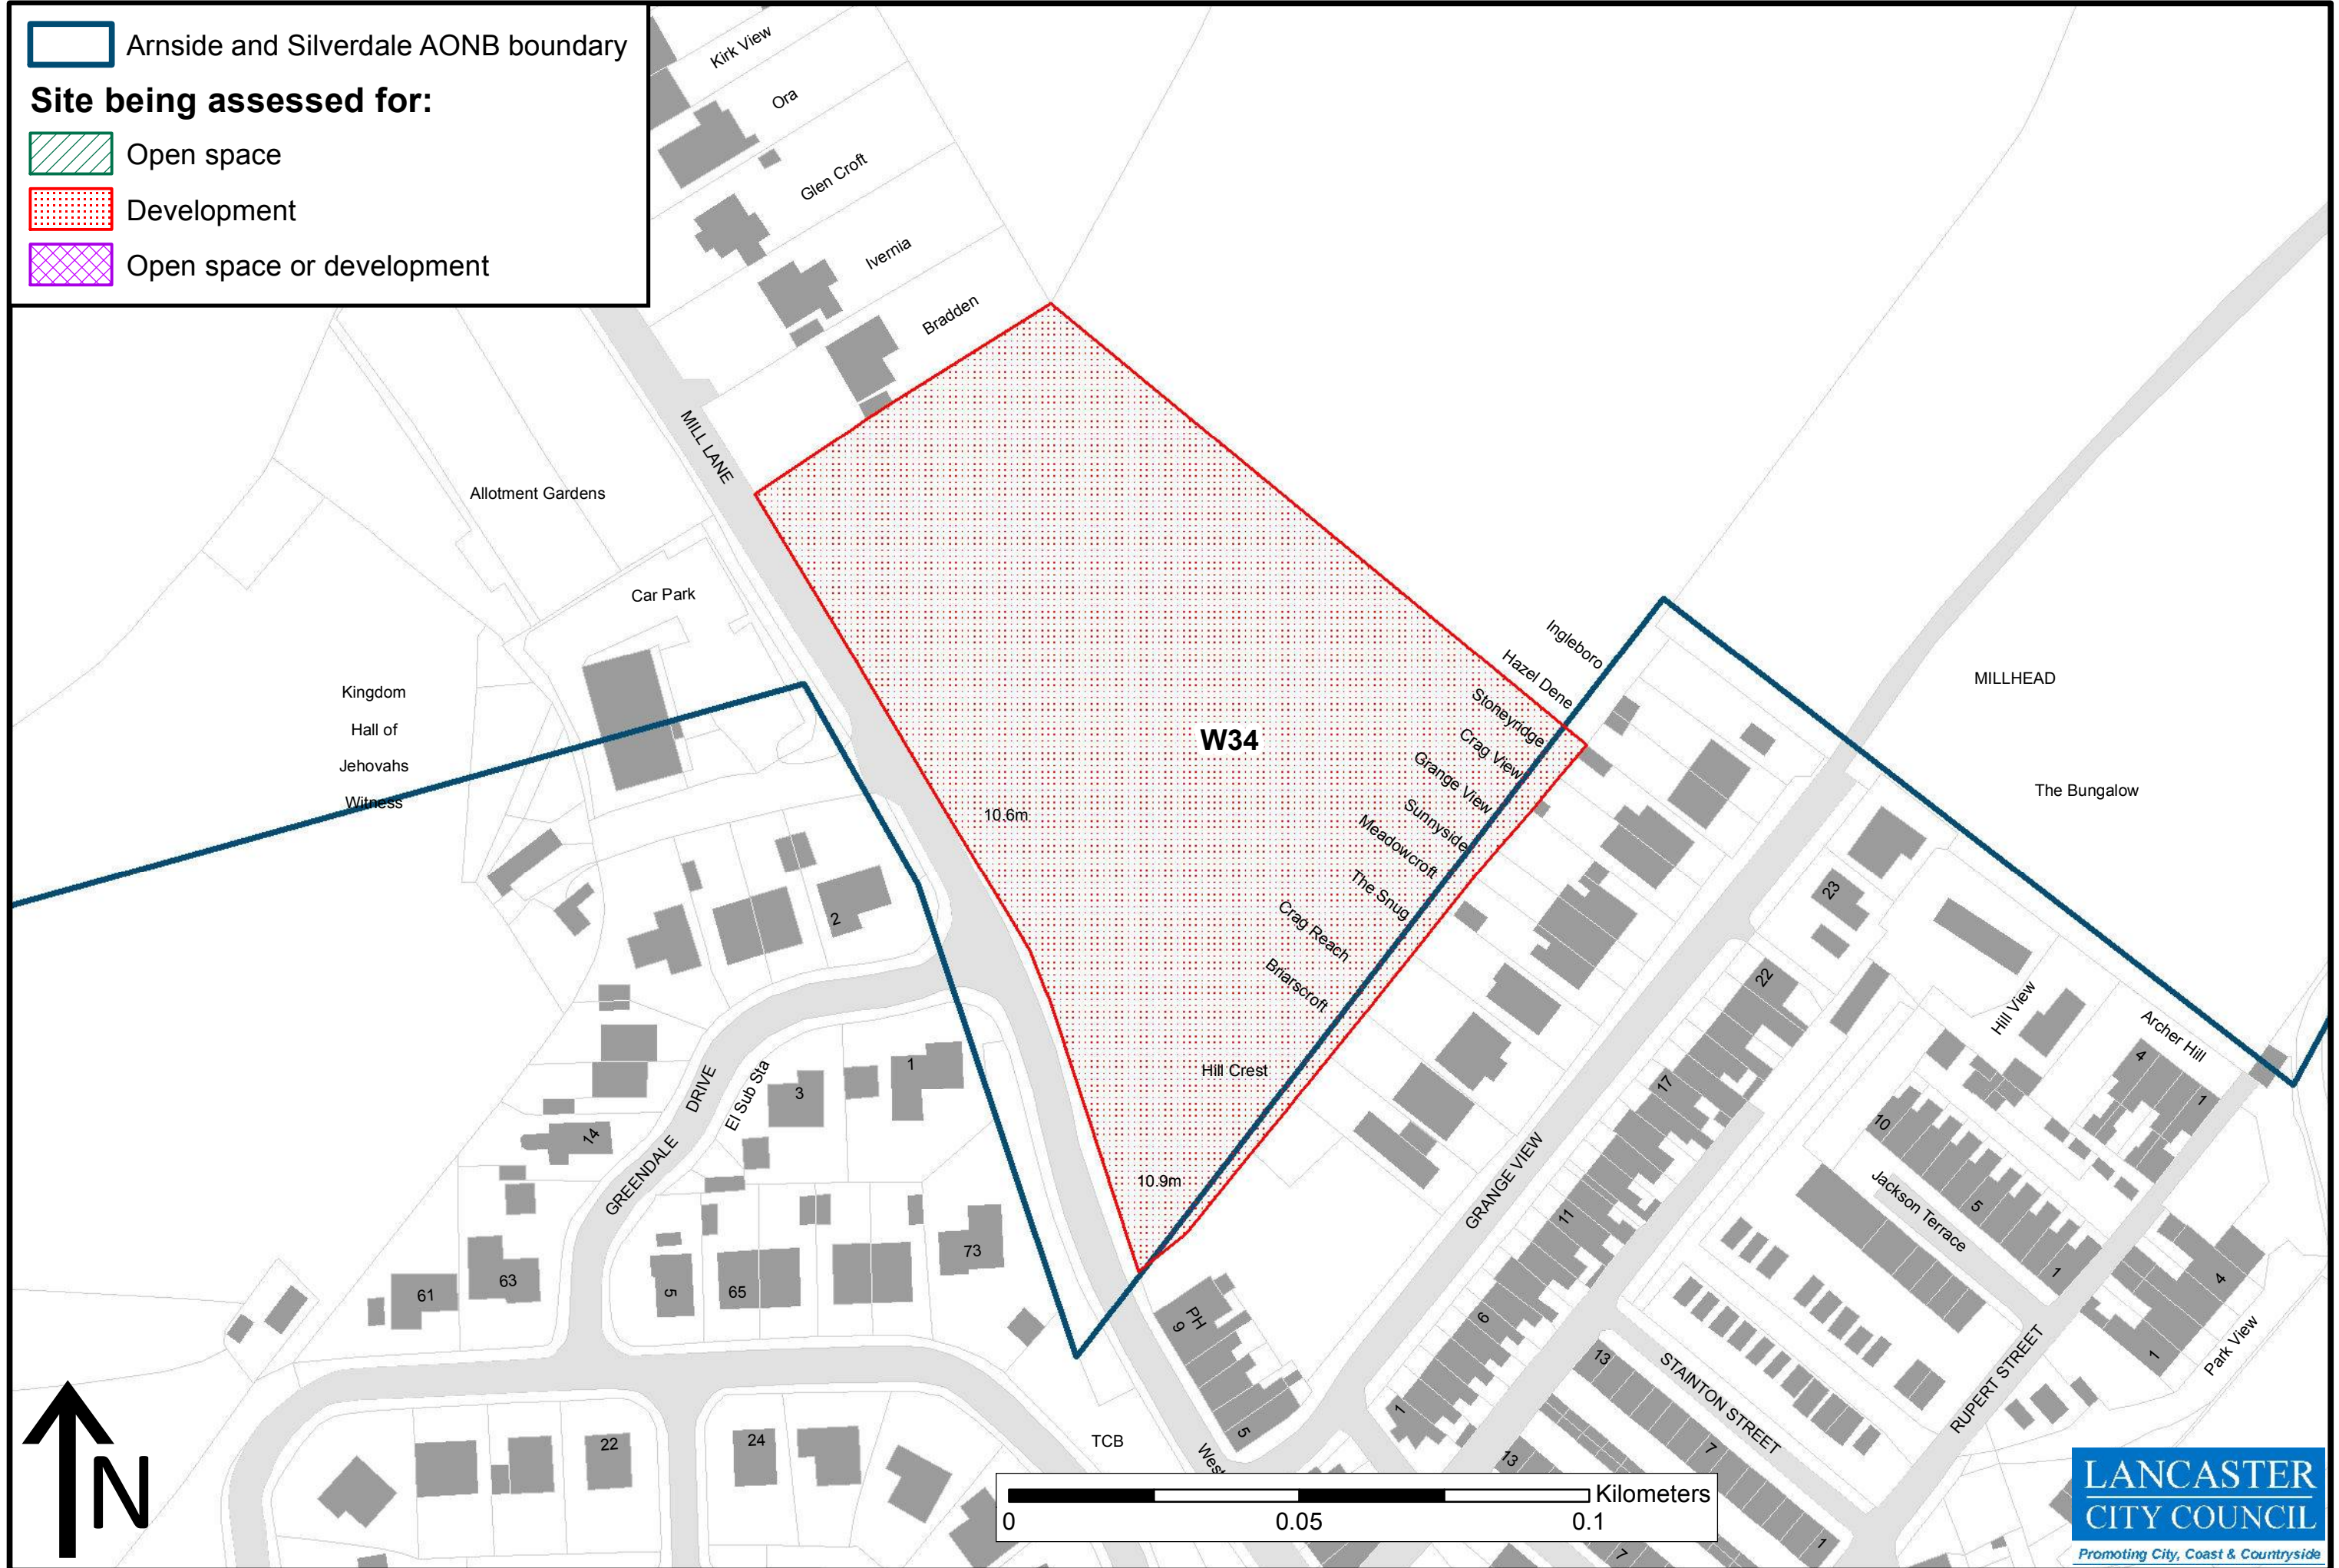 Arnside and Silverdale AONB boundary
Site being assessed for:
Open space
Development
Open space or development
Kirk View
Ora
Glen Croft
Ivernia
Bradden
MILL LANE
Allotment Gardens
Car Park
Kingdom
Hall of
Jehovahs
Witness
W34
10.6m
10.9m
Ingleboro
Hazel Dene
Stoneyridge
Crag View
Grange View
Sunnyside
Meadowcroft
The Snug
Crag Reach
Briarscroft
Hill Crest
MILLHEAD
The Bungalow
23
22
17
11
6
1
GRANGE VIEW
Hill View
Archer Hill
4
1
10
5
1
Jackson Terrace
4
1
Park View
RUPERT STREET
STAINTON STREET
13
7
1
13
7
2
1
3
El Sub Sta
14
GREENDALE
DRIVE
61
63
5
65
73
22
24
TCB
PH
9
5
West
N
Kilometers
0
0.05
0.1
LANCASTER
CITY COUNCIL
Promoting City, Coast & Countryside